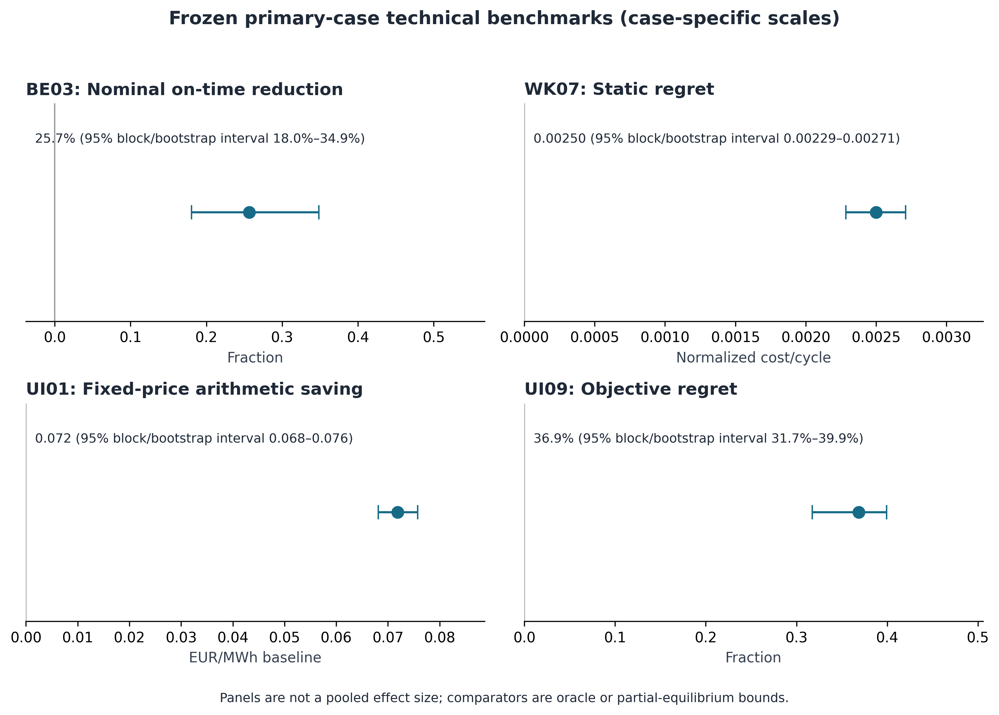 Frozen primary-case technical benchmarks (case-specific scales)
BE03: Nominal on-time reduction
25.7% (95% block/bootstrap interval 18.0%–34.9%)
0.0 0.1 0.2 0.3 0.4 0.5
Fraction
WK07: Static regret
0.00250 (95% block/bootstrap interval 0.00229–0.00271)
0.0000 0.0005 0.0010 0.0015 0.0020 0.0025 0.0030
Normalized cost/cycle
UI01: Fixed-price arithmetic saving
0.072 (95% block/bootstrap interval 0.068–0.076)
0.00 0.01 0.02 0.03 0.04 0.05 0.06 0.07 0.08
EUR/MWh baseline
UI09: Objective regret
36.9% (95% block/bootstrap interval 31.7%–39.9%)
0.0 0.1 0.2 0.3 0.4 0.5
Fraction
Panels are not a pooled effect size; comparators are oracle or partial-equilibrium bounds.